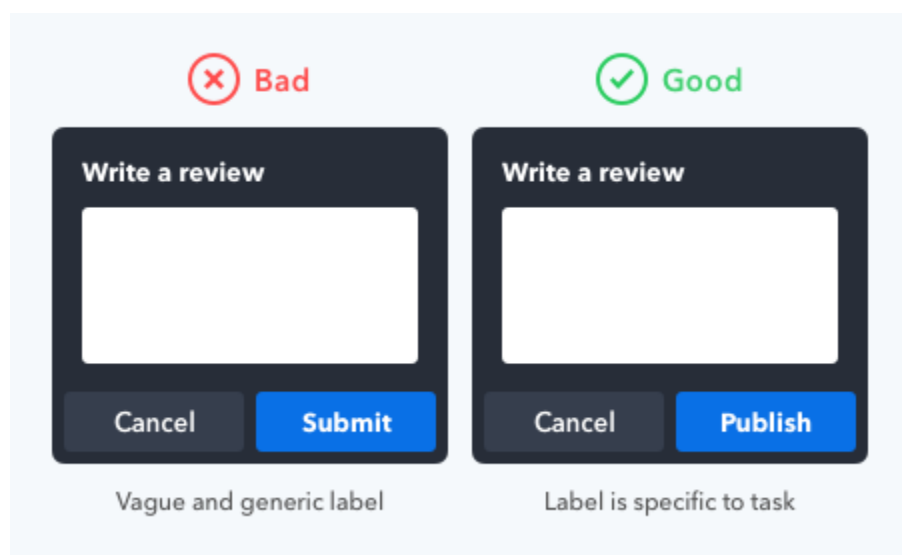 Bad
Write a review
Cancel
Submit
Vague and generic label
Good
Write a review
Cancel
Publish
Label is specific to task